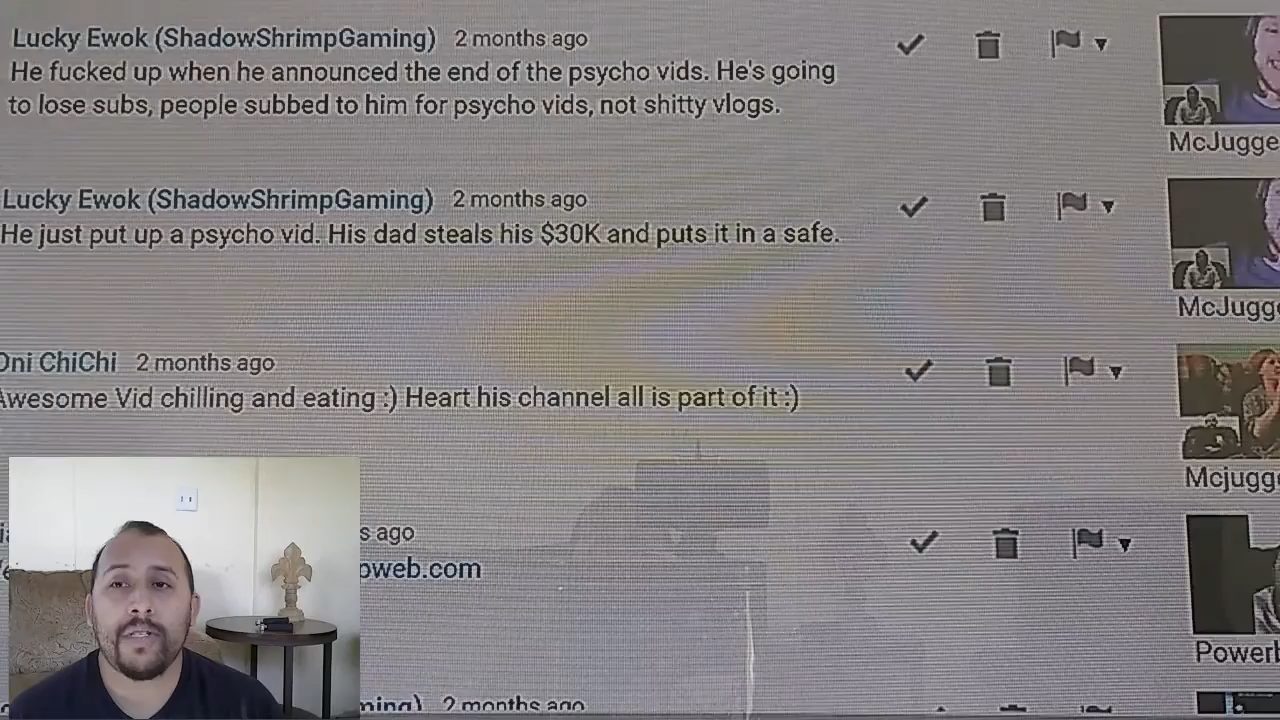 Lucky Ewok (ShadowShrimpGaming) 2 months ago
He fucked up when he announced the end of the psycho vids. He's going
to lose subs, people subbed to him for psycho vids, not shitty vlogs.
McJugge
Lucky Ewok (ShadowShrimpGaming) 2 months ago
He just put up a psycho vid. His dad steals his $30K and puts it in a safe.
McJugg
Oni ChiChi 2 months ago
Awesome Vid chilling and eating :) Heart his channel all is part of it :)
Mcjugg
s ago
oweb.com
Powerb
ming) 2 months ago